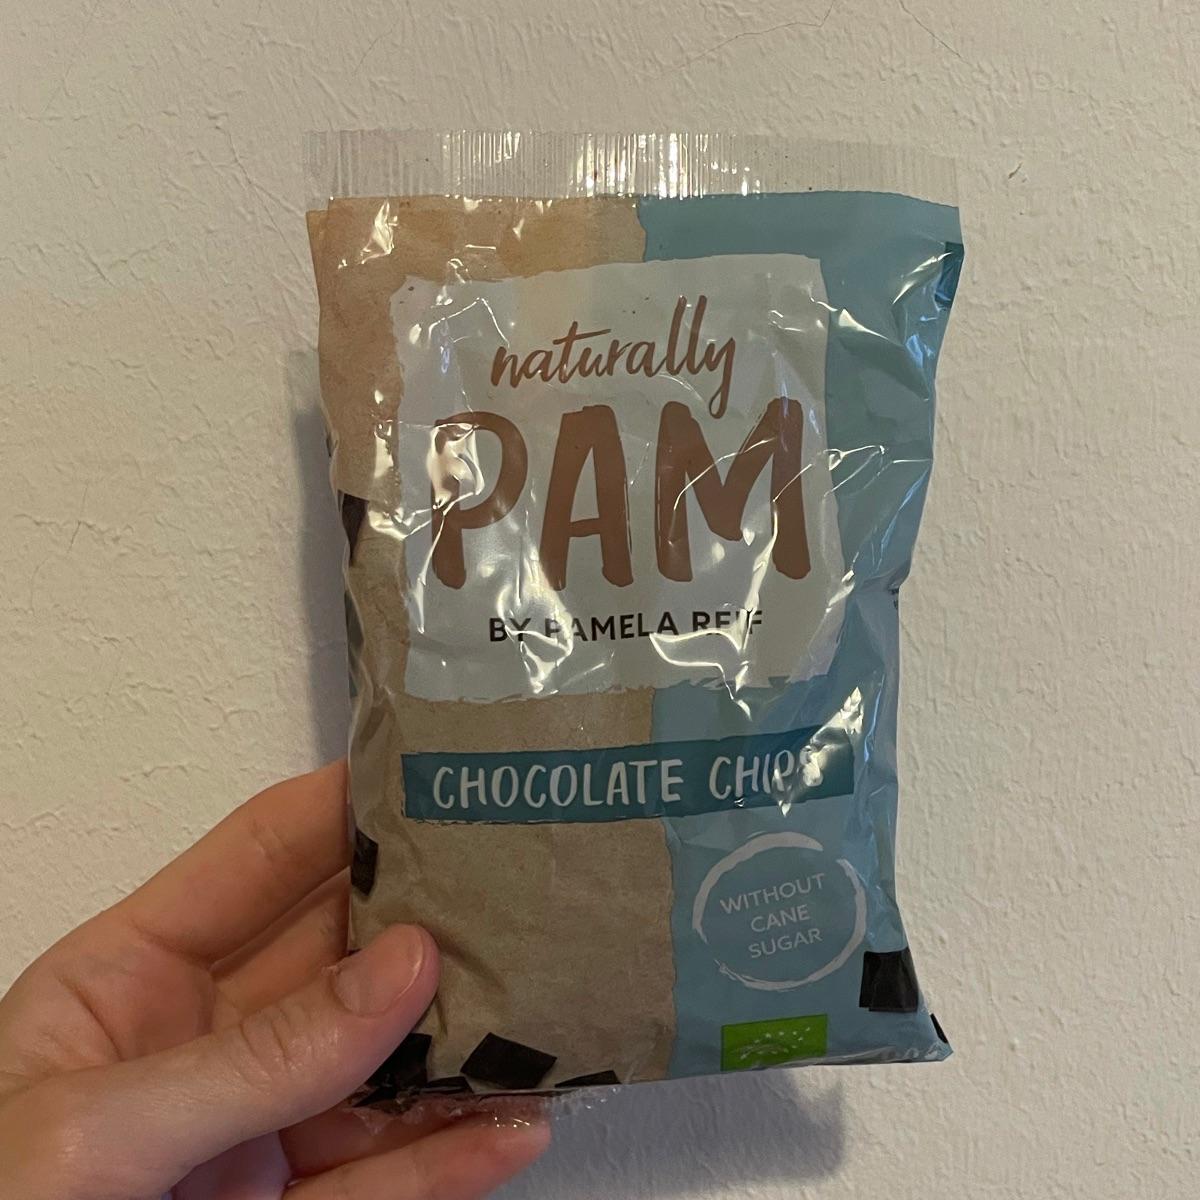 naturally
PAM
BY PAMELA REIF
CHOCOLATE CHIPS
WITHOUT
CANE
SUGAR